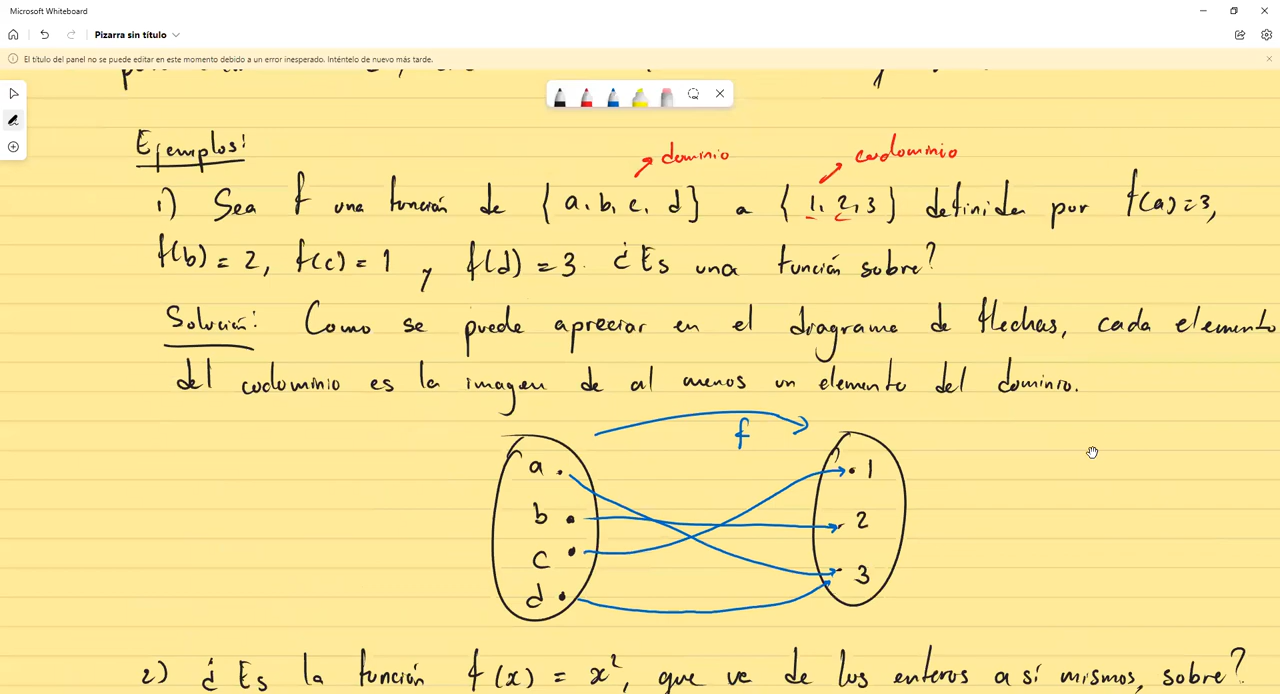 Microsoft Whiteboard
Pizarra sin título
El título del panel no se puede editar en este momento debido a un error inesperado. Inténtelo de nuevo más tarde.
Ejemplos:
dominio
codominio
1) Sea f una función de {a, b, c, d} a {1, 2, 3} definida por f(a)=3,
f(b) = 2, f(c) = 1 y f(d) = 3. ¿Es una función sobre?
Solución: Como se puede apreciar en el diagrama de flechas, cada elemento
del codominio es la imagen de al menos un elemento del dominio.
f
a
1
b
2
c
3
d
2) ¿Es la función f(x) = x², que va de los enteros a sí mismos, sobre?